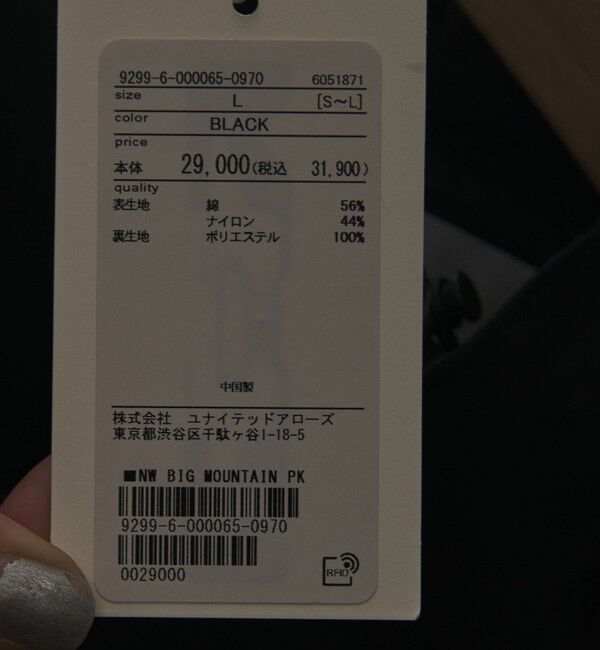 9299-6-000065-0970 6051871
size L [S～L]
color BLACK
price
本体 29,000(税込 31,900)
quality
表生地 綿 56%
ナイロン 44%
裏生地 ポリエステル 100%
中国製
株式会社 ユナイテッドアローズ
東京都渋谷区千駄ヶ谷1-18-5
■NW BIG MOUNTAIN PK
9299-6-000065-0970
0029000
RFID